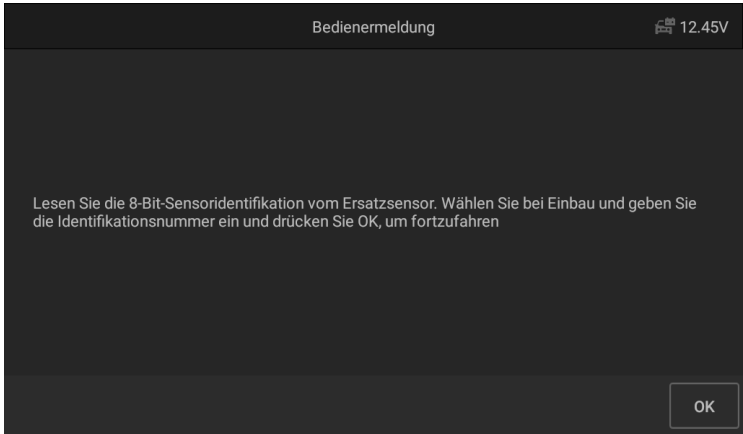 Bedienermeldung
12.45V
Lesen Sie die 8-Bit-Sensoridentifikation vom Ersatzsensor. Wählen Sie bei Einbau und geben Sie
die Identifikationsnummer ein und drücken Sie OK, um fortzufahren
OK